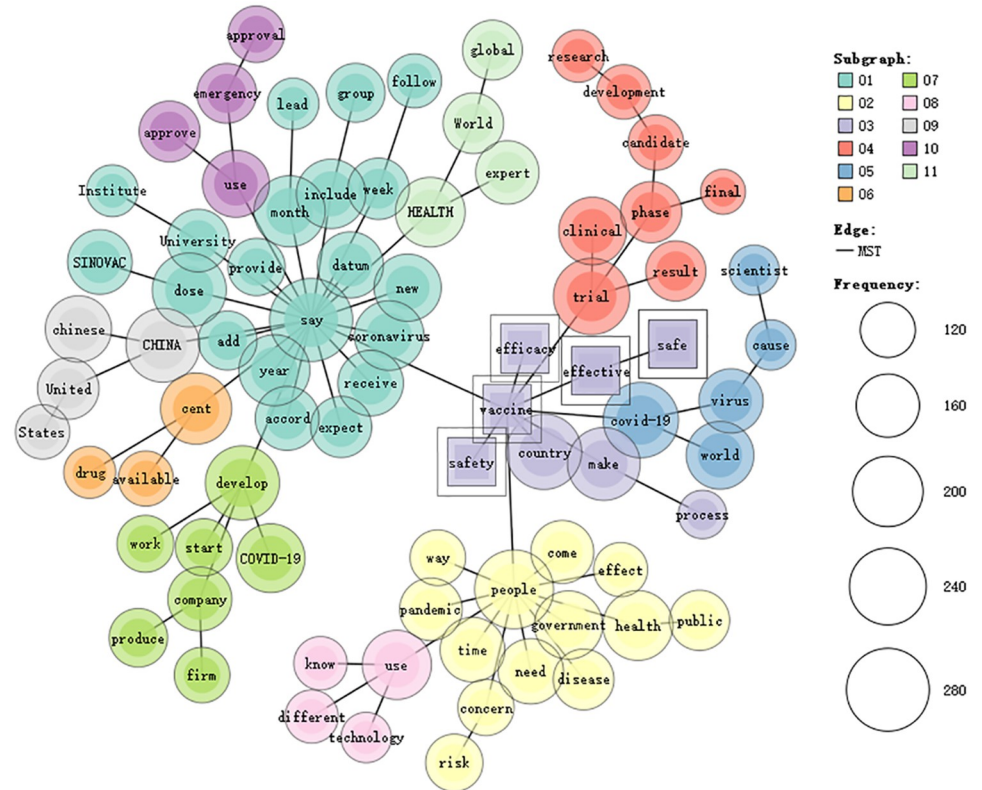 approval
global
research
emergency
lead
group
follow
development
World
approve
candidate
expert
use
Institute
month
include
week
HEALTH
phase
final
clinical
University
SINOVAC
provide
datum
result
scientist
dose
new
trial
say
chinese
CHINA
add
coronavirus
efficacy
safe
cause
year
receive
effective
United
cent
accord
expect
vaccine
covid-19
virus
States
country
world
drug
available
develop
safety
make
process
work
start
COVID-19
way
come
people
effect
company
pandemic
government
health
public
produce
firm
know
use
time
need
disease
different
technology
concern
risk
Subgraph:
01
07
02
08
03
09
04
10
05
11
06
Edge:
MST
Frequency:
120
160
200
240
280